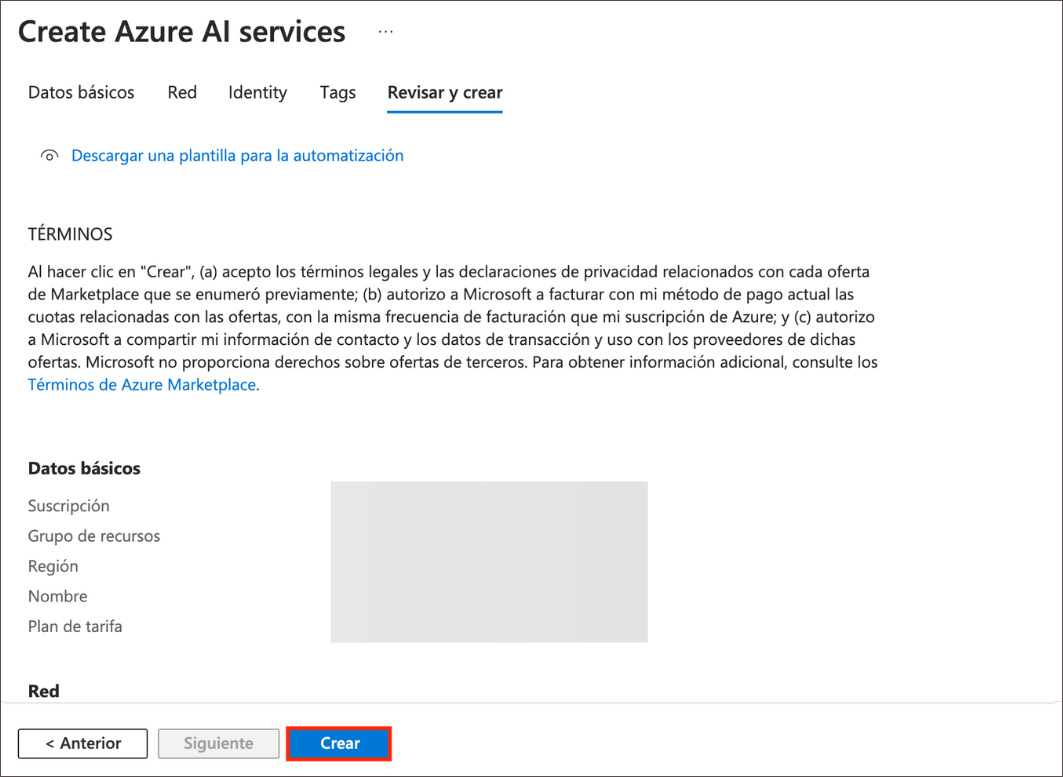 Create Azure AI services ...
Datos básicos Red Identity Tags Revisar y crear
Descargar una plantilla para la automatización
TÉRMINOS
Al hacer clic en "Crear", (a) acepto los términos legales y las declaraciones de privacidad relacionados con cada oferta
de Marketplace que se enumeró previamente; (b) autorizo a Microsoft a facturar con mi método de pago actual las
cuotas relacionadas con las ofertas, con la misma frecuencia de facturación que mi suscripción de Azure; y (c) autorizo
a Microsoft a compartir mi información de contacto y los datos de transacción y uso con los proveedores de dichas
ofertas. Microsoft no proporciona derechos sobre ofertas de terceros. Para obtener información adicional, consulte los
Términos de Azure Marketplace.
Datos básicos
Suscripción
Grupo de recursos
Región
Nombre
Plan de tarifa
Red
< Anterior Siguiente Crear